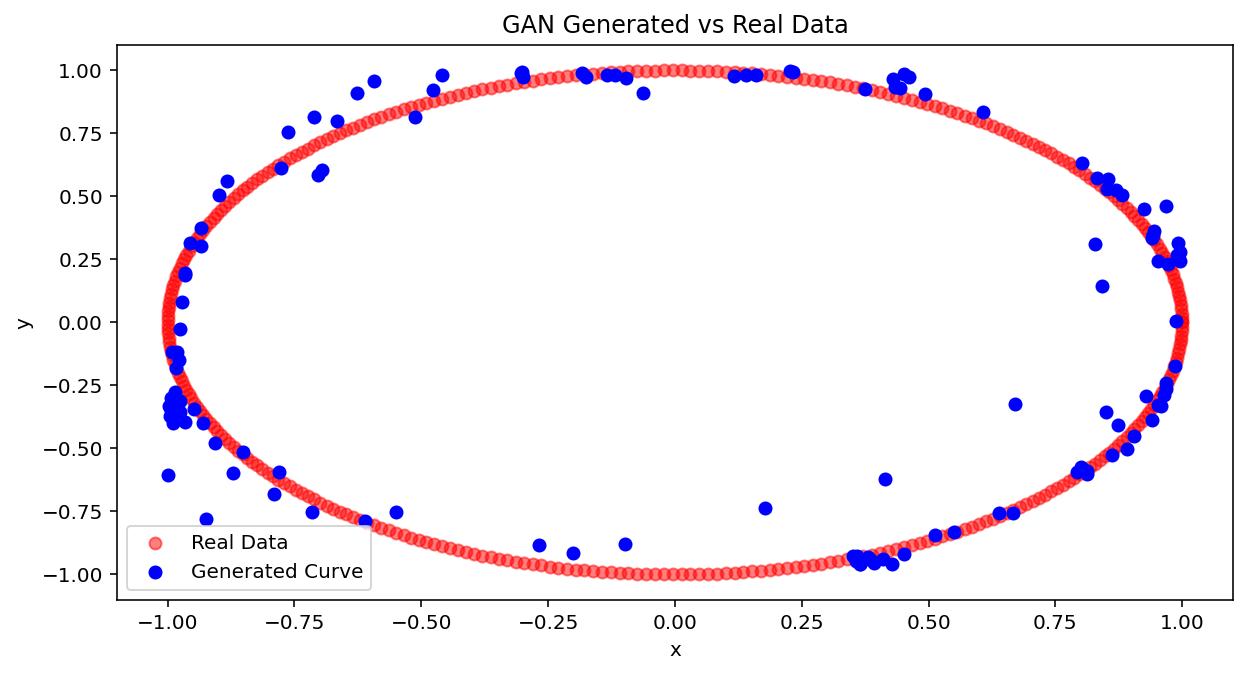 GAN Generated vs Real Data
1.00
0.75
0.50
0.25
0.00
−0.25
−0.50
−0.75
−1.00
y
Real Data
Generated Curve
−1.00 −0.75 −0.50 −0.25 0.00 0.25 0.50 0.75 1.00
x